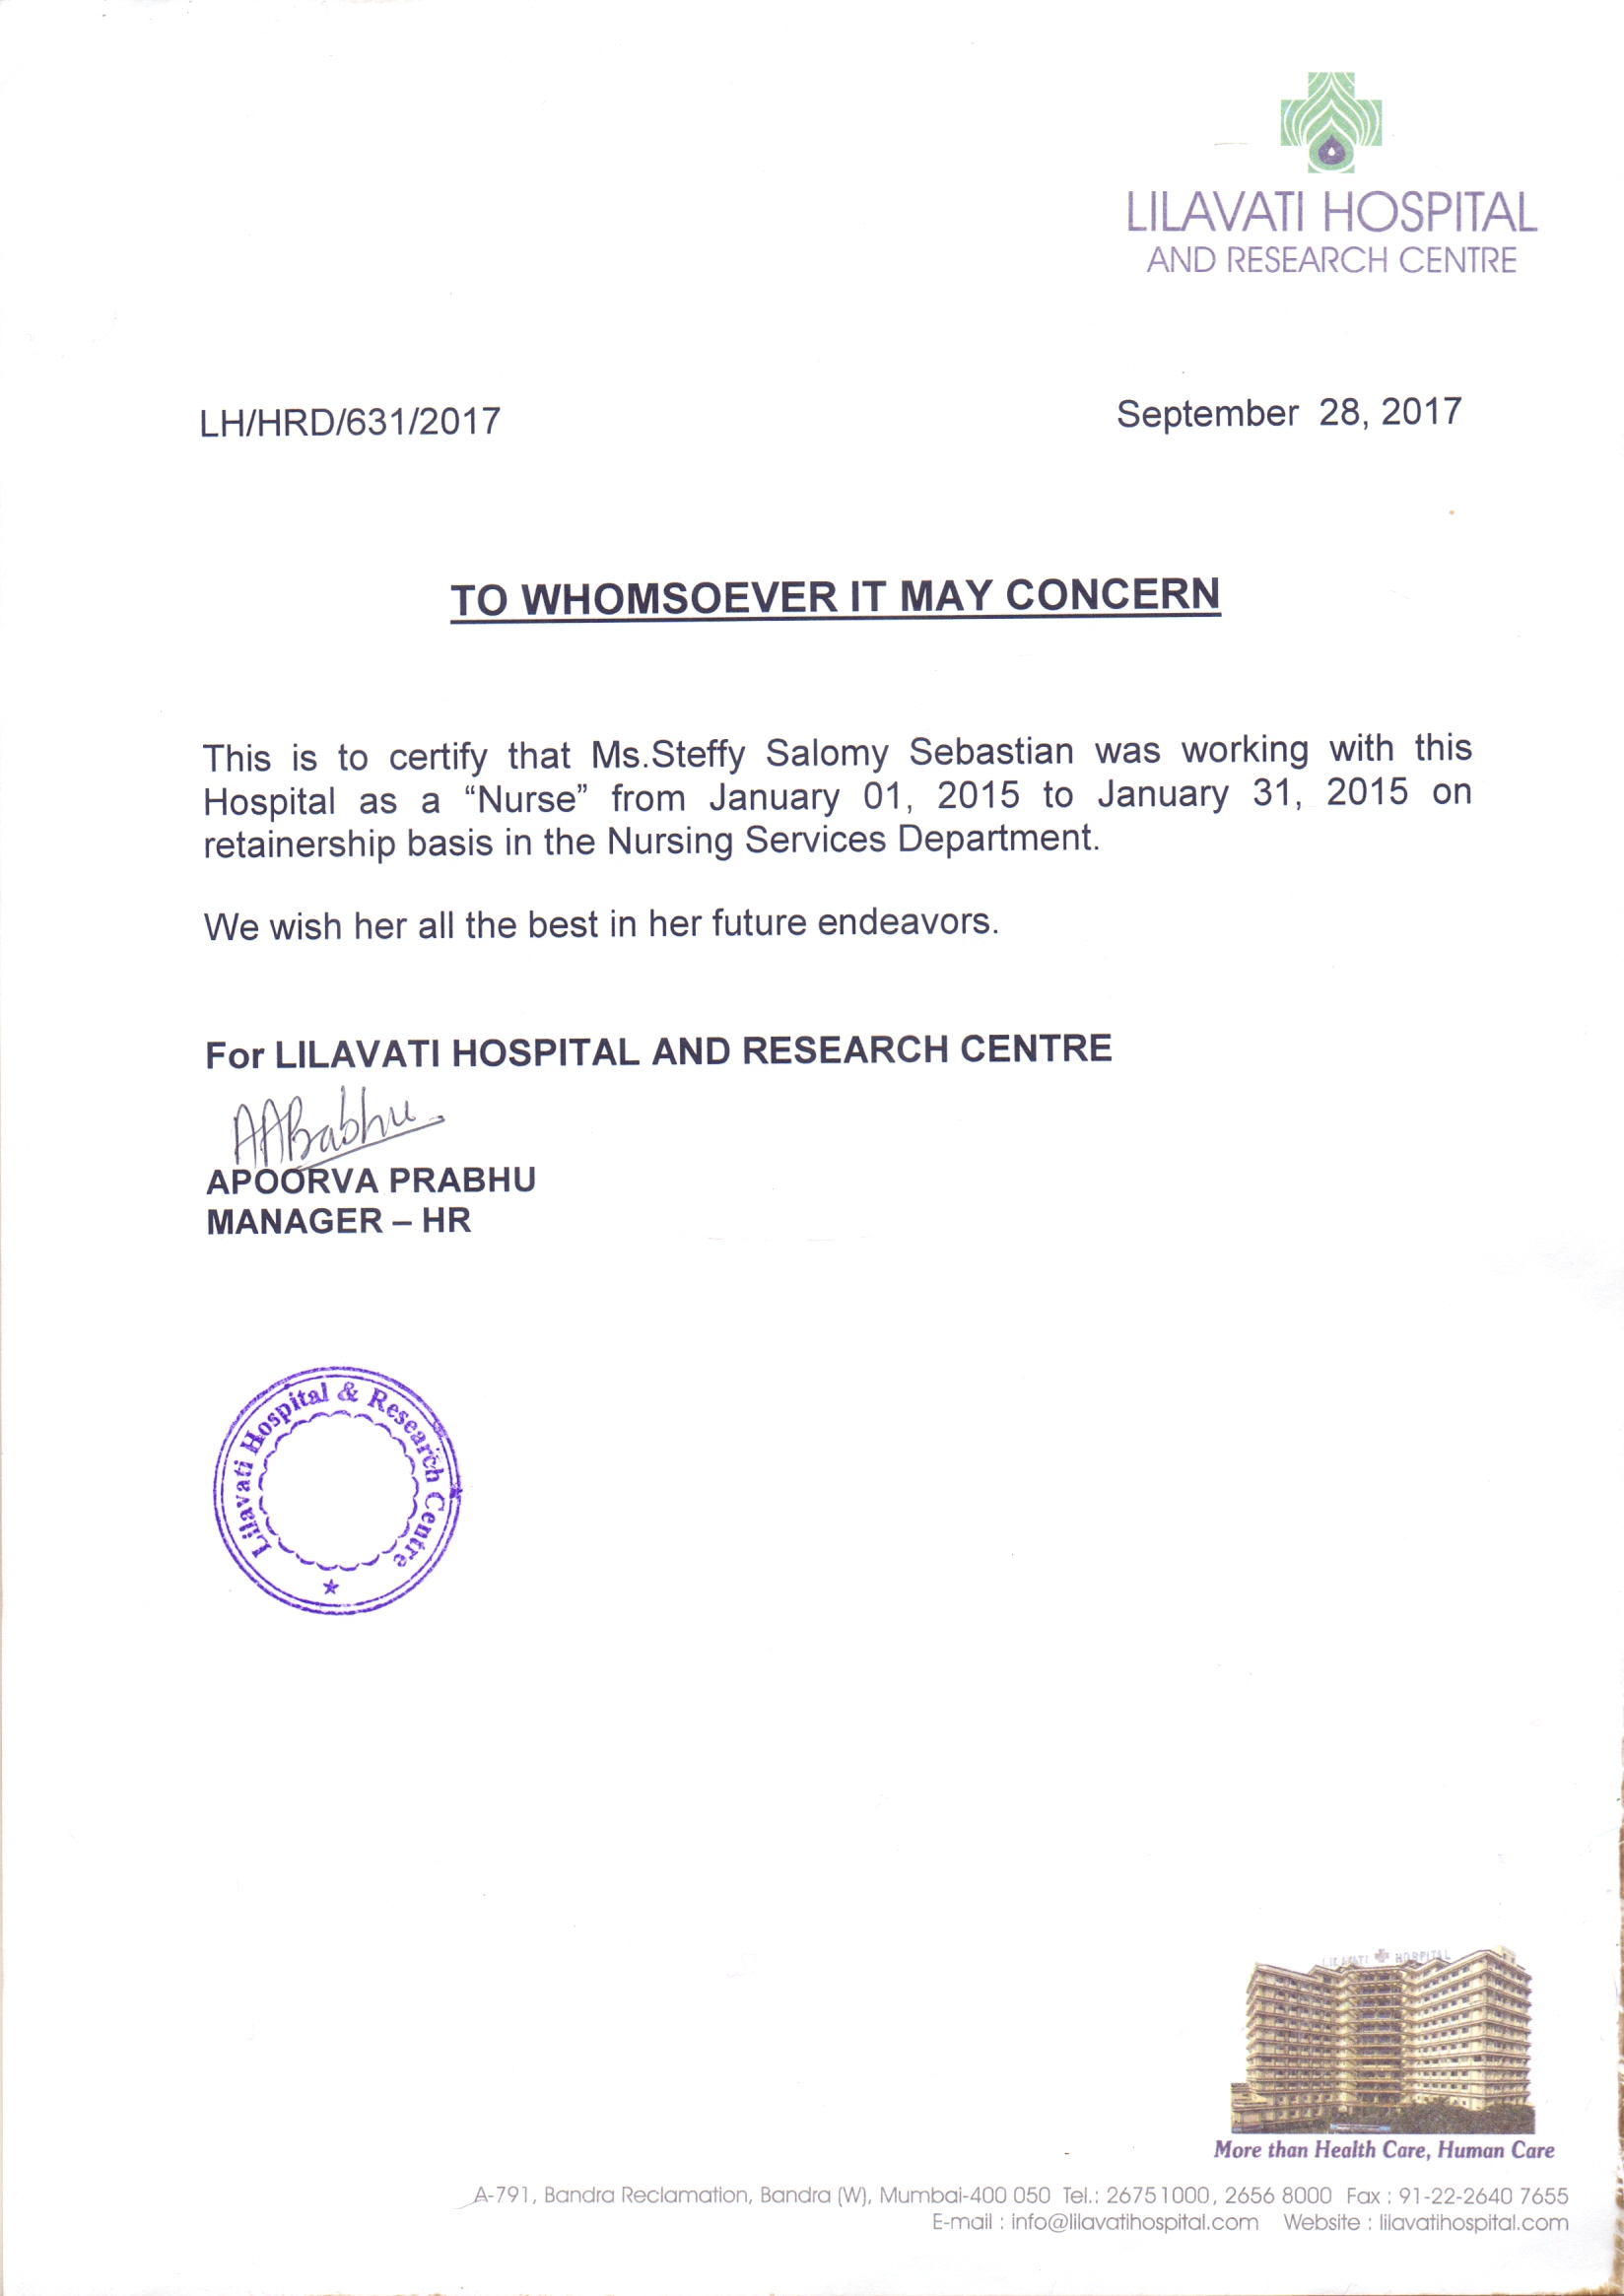 LILAVATI HOSPITAL
AND RESEARCH CENTRE
LH/HRD/631/2017
September 28, 2017
TO WHOMSOEVER IT MAY CONCERN
This is to certify that Ms.Steffy Salomy Sebastian was working with this
Hospital as a “Nurse” from January 01, 2015 to January 31, 2015 on
retainership basis in the Nursing Services Department.
We wish her all the best in her future endeavors.
For LILAVATI HOSPITAL AND RESEARCH CENTRE
AAPrabhu
APOORVA PRABHU
MANAGER – HR
Lilavati Hospital & Research Centre
LILAVATI HOSPITAL
More than Health Care, Human Care
A-791, Bandra Reclamation, Bandra (W), Mumbai-400 050 Tel.: 26751000, 2656 8000 Fax : 91-22-2640 7655
E-mail : info@lilavatihospital.com Website : lilavatihospital.com